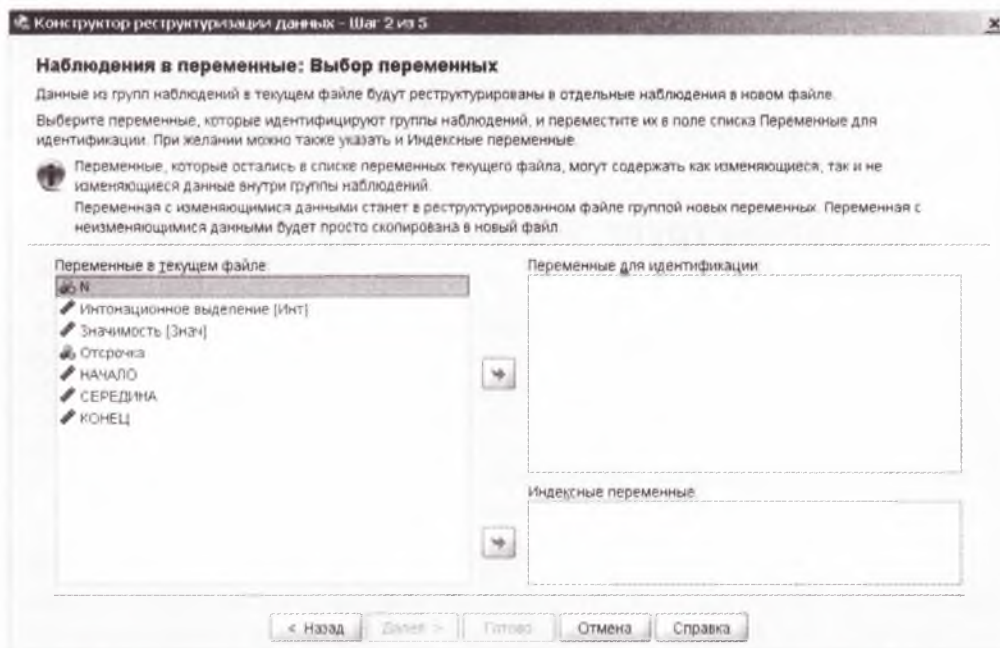 Конструктор реструктуризации данных - Шаг 2 из 5
Наблюдения в переменные: Выбор переменных
Данные из групп наблюдений в текущем файле будут реструктурированы в отдельные наблюдения в новом файле.
Выберите переменные, которые идентифицируют группы наблюдений, и переместите их в поле списка Переменные для
идентификации. При желании можно также указать и Индексные переменные.
Переменные, которые остались в списке переменных текущего файла, могут содержать как изменяющиеся, так и не
изменяющиеся данные внутри группы наблюдений.
Переменная с изменяющимися данными станет в реструктурированном файле группой новых переменных. Переменная с
неизменяющимися данными будет просто скопирована в новый файл.
Переменные в текущем файле
N
Интонационное выделение [Инт]
Значимость [Знач]
Отсрочка
НАЧАЛО
СЕРЕДИНА
КОНЕЦ
Переменные для идентификации
Индексные переменные
< Назад
Далее >
Готово
Отмена
Справка